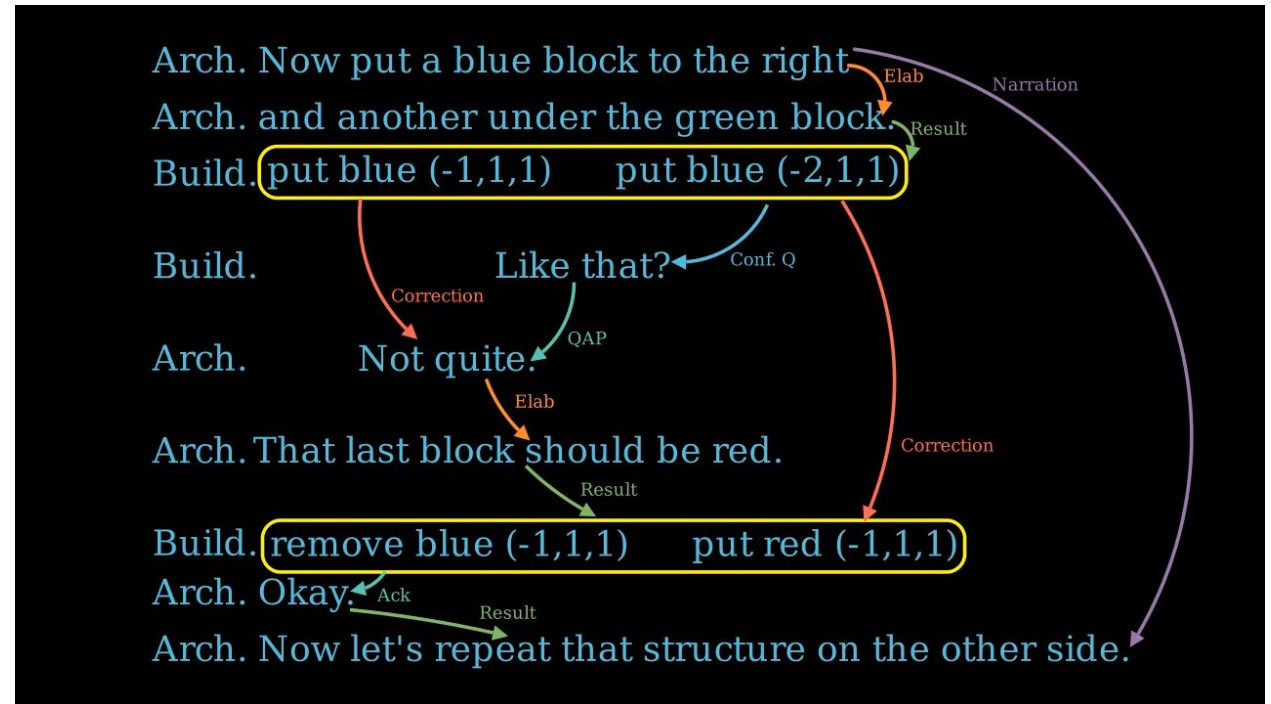 Arch. Now put a blue block to the right
Elab
Narration
Arch. and another under the green block.
Result
Build. put blue (-1,1,1) put blue (-2,1,1)
Build. Like that?
Conf. Q
Correction
QAP
Arch. Not quite.
Elab
Arch. That last block should be red.
Correction
Result
Build. remove blue (-1,1,1) put red (-1,1,1)
Arch. Okay.
Ack
Result
Arch. Now let's repeat that structure on the other side.